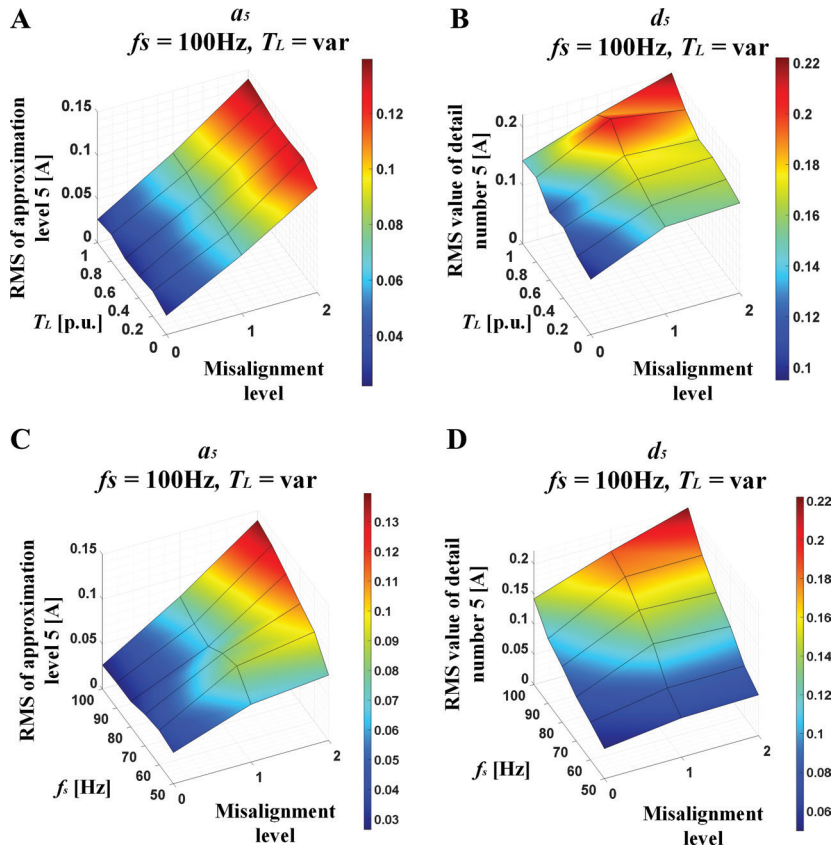 A
a5
fs = 100Hz, TL = var
RMS of approximation
level 5 [A]
0.15
0.1
0.05
0
1
0.8
0.6
0.4
0.2
0
TL [p.u.]
0
1
2
Misalignment
level
0.12
0.1
0.08
0.06
0.04
B
d5
fs = 100Hz, TL = var
RMS value of detail
number 5 [A]
0.2
0.1
0
1
0.8
0.6
0.4
0.2
0
TL [p.u.]
0
1
2
Misalignment
level
0.22
0.2
0.18
0.16
0.14
0.12
0.1
C
a5
fs = 100Hz, TL = var
RMS of approximation
level 5 [A]
0.15
0.1
0.05
0
100
90
80
70
60
50
fs [Hz]
0
1
2
Misalignment
level
0.13
0.12
0.11
0.1
0.09
0.08
0.07
0.06
0.05
0.04
0.03
D
d5
fs = 100Hz, TL = var
RMS value of detail
number 5 [A]
0.2
0.15
0.1
0.05
0
100
90
80
70
60
50
fs [Hz]
0
1
2
Misalignment
level
0.22
0.2
0.18
0.16
0.14
0.12
0.1
0.08
0.06